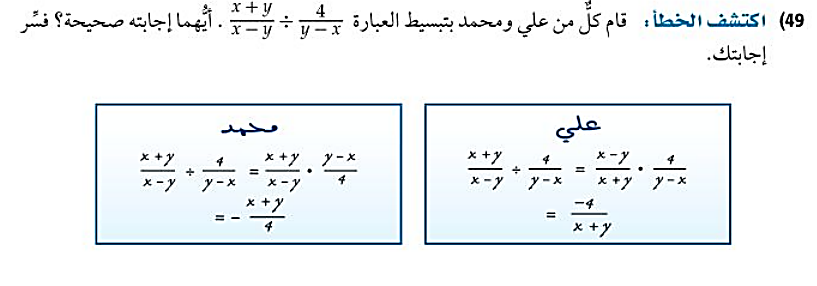 49) اكتشف الخطأ: قام كلٌّ من علي ومحمد بتبسيط العبارة $\frac{x+y}{x-y} \div \frac{4}{y-x}$ . أيُّهما إجابته صحيحة؟ فسِّر
إجابتك.
علي
$\frac{x+y}{x-y} \div \frac{4}{y-x} = \frac{x-y}{x+y} \cdot \frac{4}{y-x}$
$= \frac{-4}{x+y}$
محمد
$\frac{x+y}{x-y} \div \frac{4}{y-x} = \frac{x+y}{x-y} \cdot \frac{y-x}{4}$
$= -\frac{x+y}{4}$